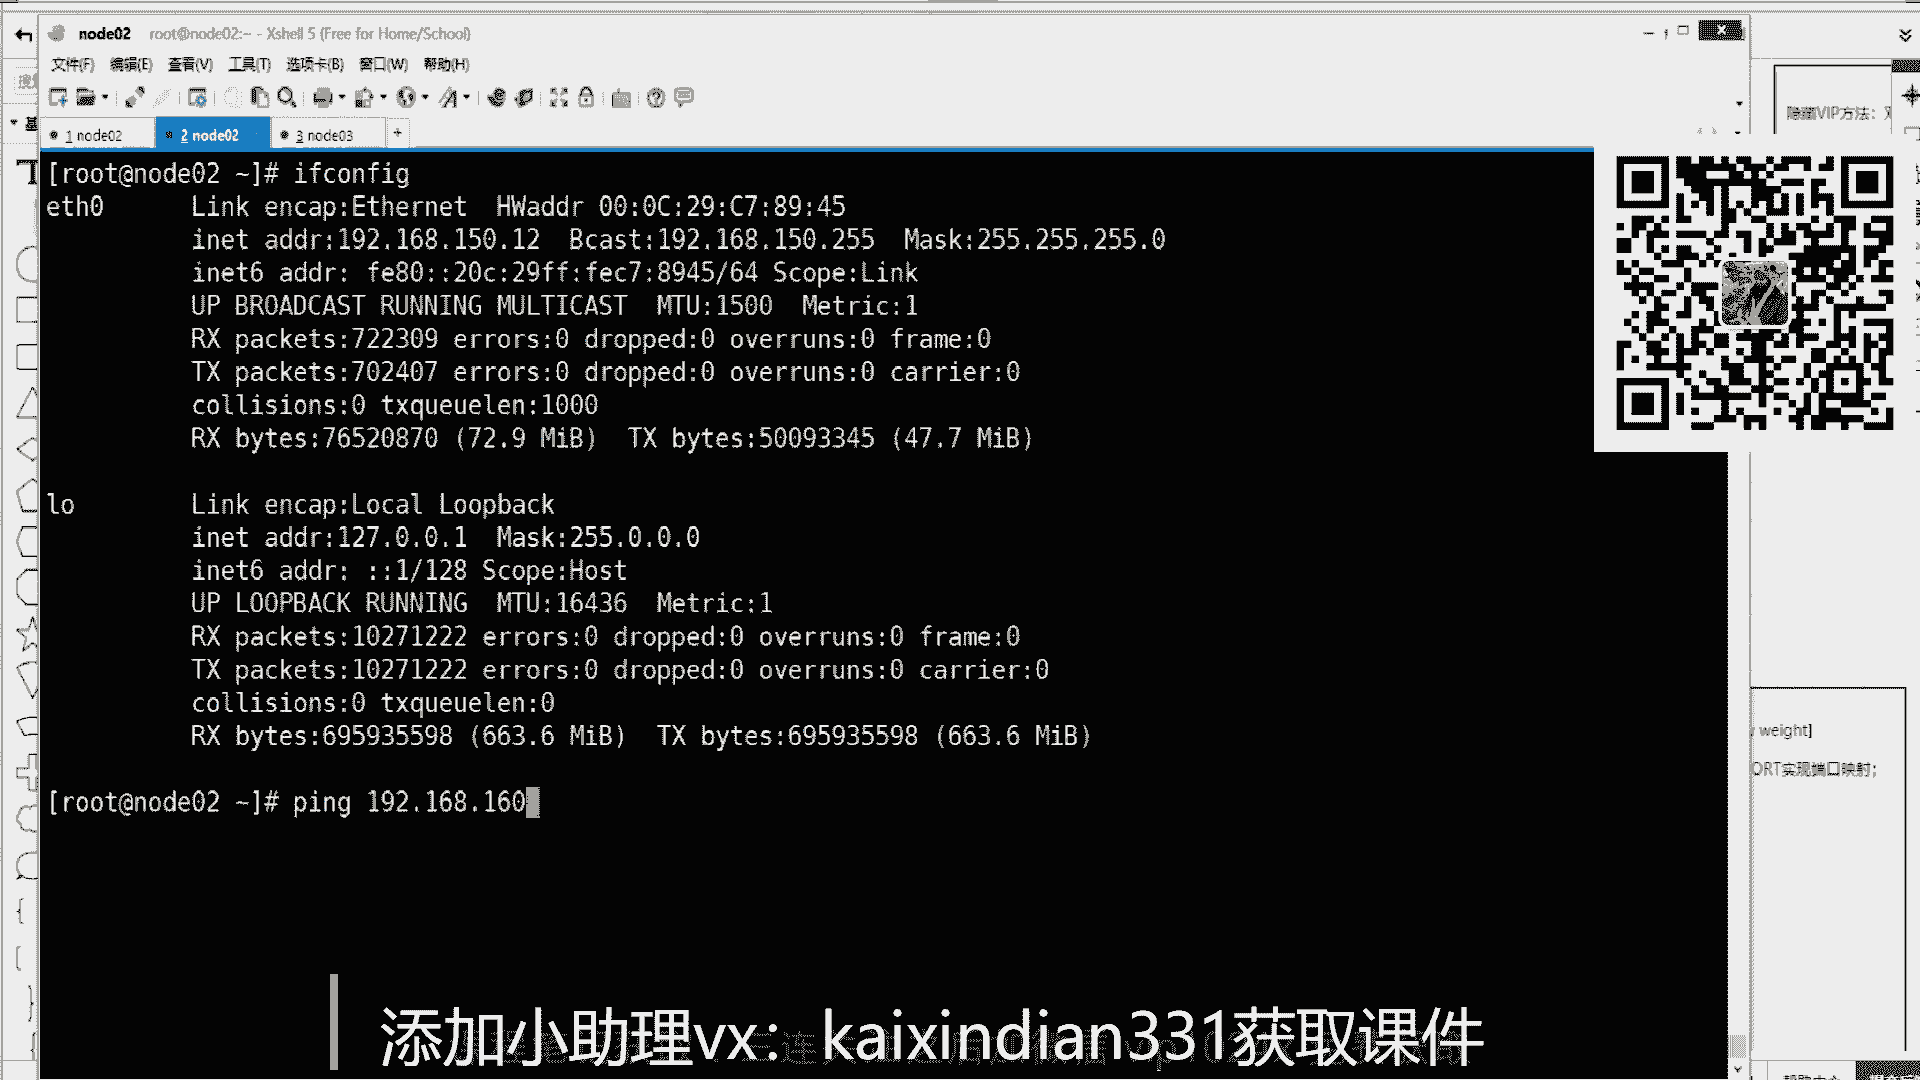 node02 root@node02:~ - Xshell 5 (Free for Home/School)
文件(F) 编辑(E) 查看(V) 工具(T) 选项卡(B) 窗口(W) 帮助(H)
1 node02 2 node02 3 node03 +
隐藏VIP方法:
[root@node02 ~]# ifconfig
eth0 Link encap:Ethernet HWaddr 00:0C:29:C7:89:45
inet addr:192.168.150.12 Bcast:192.168.150.255 Mask:255.255.255.0
inet6 addr: fe80::20c:29ff:fec7:8945/64 Scope:Link
UP BROADCAST RUNNING MULTICAST MTU:1500 Metric:1
RX packets:722309 errors:0 dropped:0 overruns:0 frame:0
TX packets:702407 errors:0 dropped:0 overruns:0 carrier:0
collisions:0 txqueuelen:1000
RX bytes:76520870 (72.9 MiB) TX bytes:50093345 (47.7 MiB)
lo Link encap:Local Loopback
inet addr:127.0.0.1 Mask:255.0.0.0
inet6 addr: ::1/128 Scope:Host
UP LOOPBACK RUNNING MTU:16436 Metric:1
RX packets:10271222 errors:0 dropped:0 overruns:0 frame:0
TX packets:10271222 errors:0 dropped:0 overruns:0 carrier:0
collisions:0 txqueuelen:0
RX bytes:695935598 (663.6 MiB) TX bytes:695935598 (663.6 MiB)
weight]
ORT实现端口映射;
[root@node02 ~]# ping 192.168.160
添加小助理vx:kaixindian331获取课件